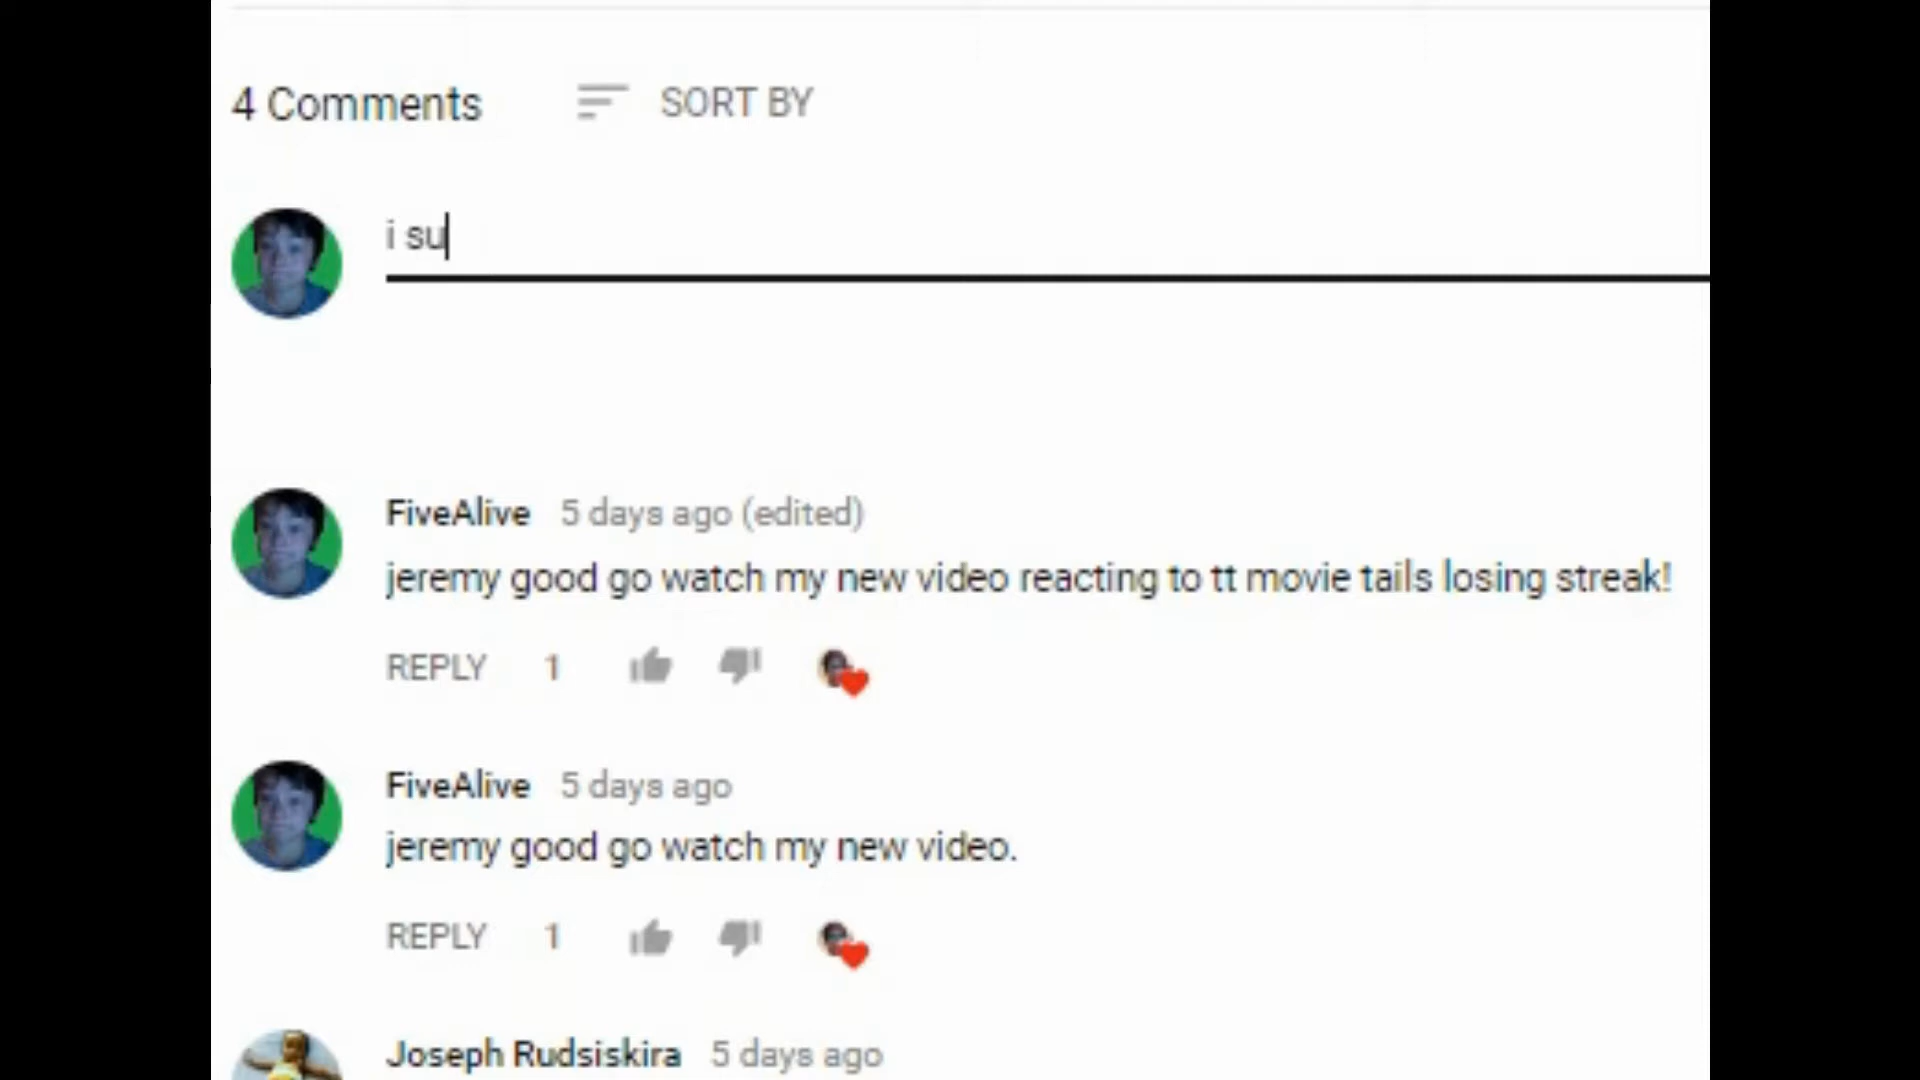 4 Comments SORT BY
i su
FiveAlive 5 days ago (edited)
jeremy good go watch my new video reacting to tt movie tails losing streak!
REPLY 1
FiveAlive 5 days ago
jeremy good go watch my new video.
REPLY 1
Joseph Rudsiskira 5 days ago